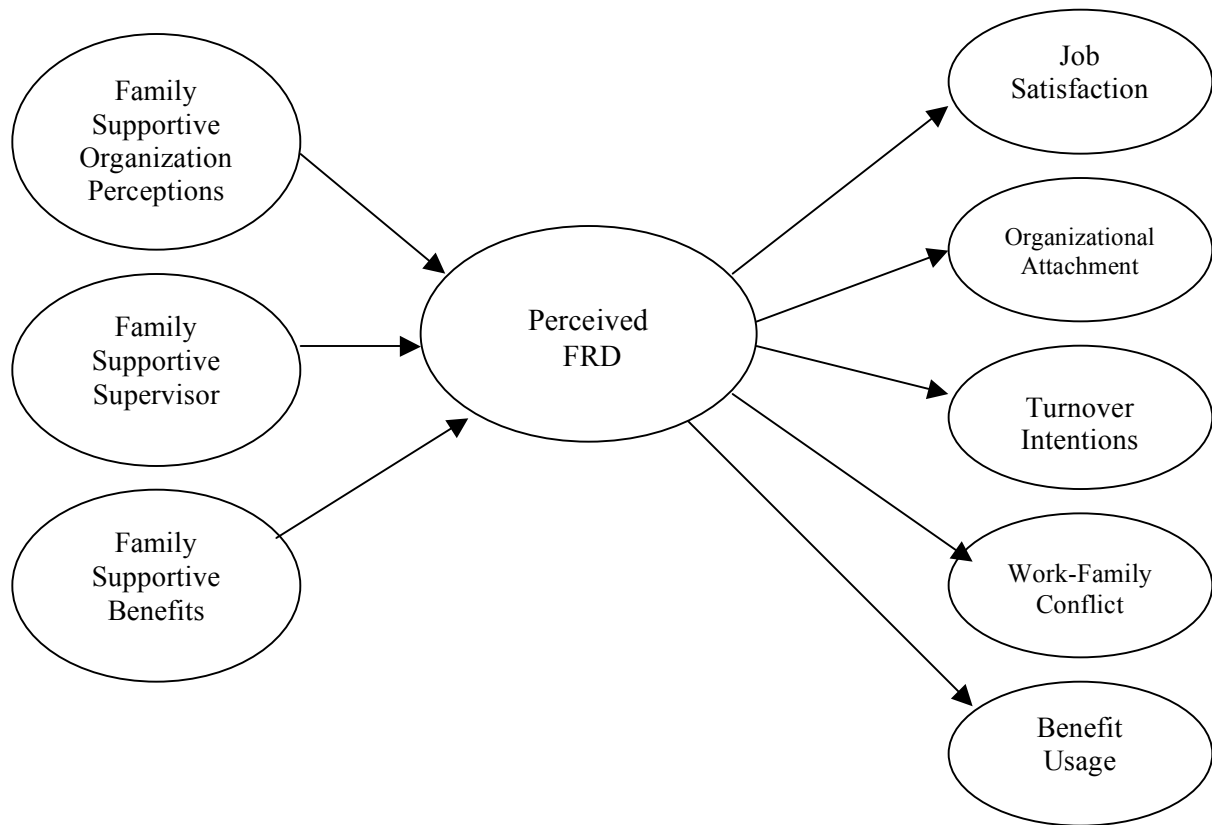 Family
Supportive
Organization
Perceptions
Family
Supportive
Supervisor
Family
Supportive
Benefits
Perceived
FRD
Job
Satisfaction
Organizational
Attachment
Turnover
Intentions
Work-Family
Conflict
Benefit
Usage